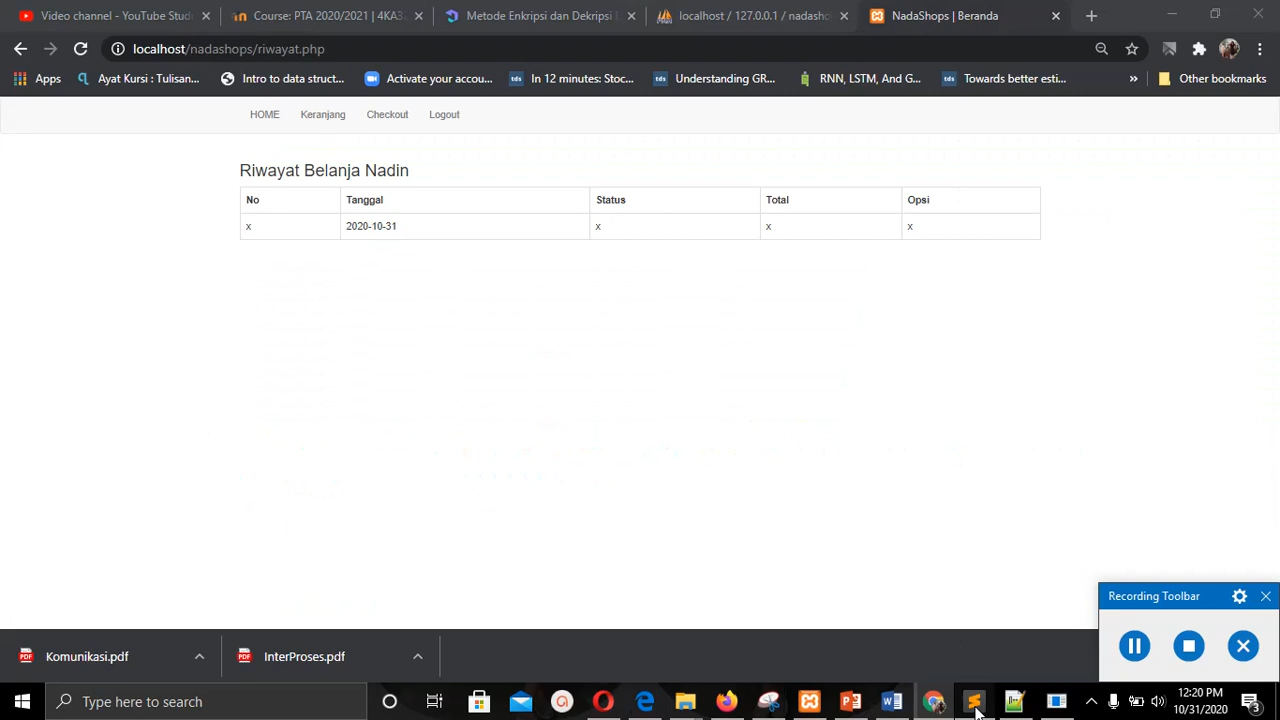 Video channel - YouTube Stud
Course: PTA 2020/2021 | 4KA3
Metode Enkripsi dan Dekripsi
localhost / 127.0.0.1 / nadasho
NadaShops | Beranda
localhost/nadashops/riwayat.php
Apps
Ayat Kursi : Tulisan...
Intro to data struct...
Activate your accou...
In 12 minutes: Stoc...
Understanding GR...
RNN, LSTM, And G...
Towards better esti...
»
Other bookmarks
HOME
Keranjang
Checkout
Logout
Riwayat Belanja Nadin
No Tanggal Status Total Opsi
x 2020-10-31 x x x
Recording Toolbar
Komunikasi.pdf
InterProses.pdf
Type here to search
12:20 PM
10/31/2020
3